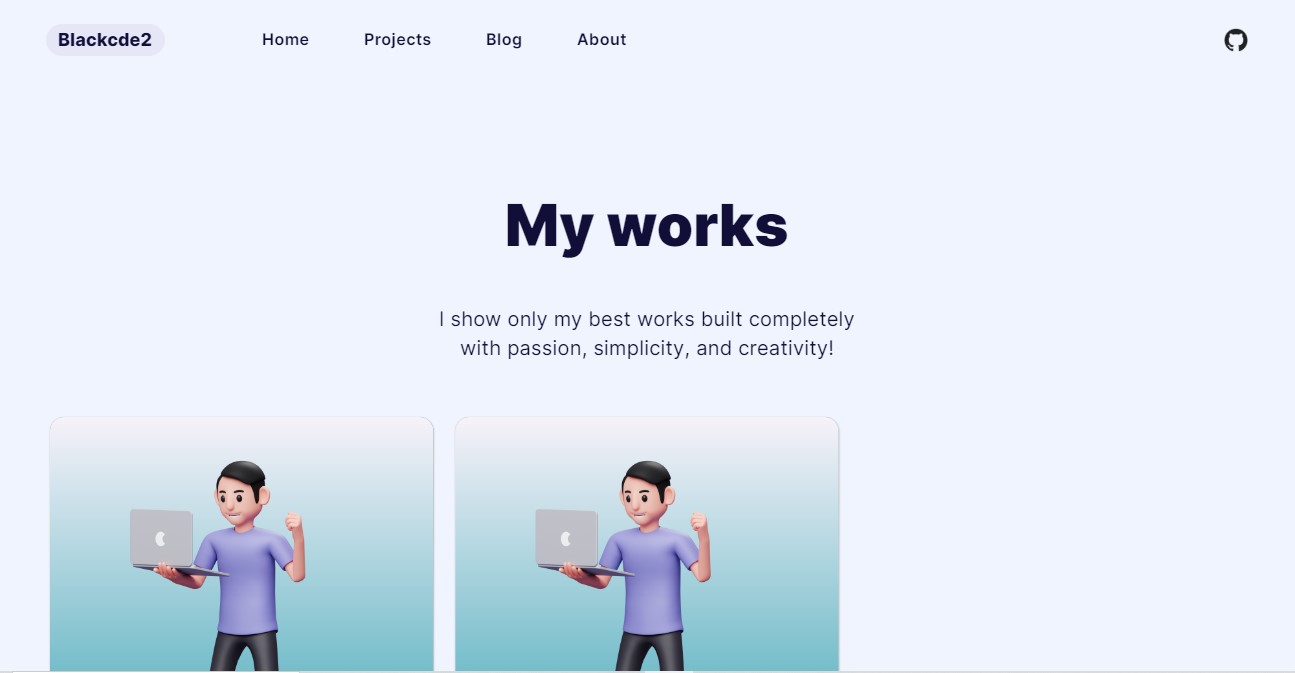 Blackcde2
Home
Projects
Blog
About
My works
I show only my best works built completely
with passion, simplicity, and creativity!